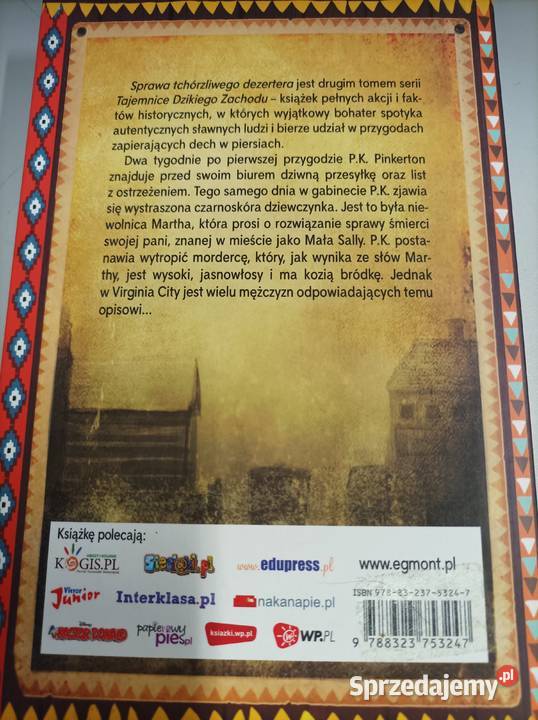 Sprawa tchórzliwego dezertera jest drugim tomem serii
Tajemnice Dzikiego Zachodu – książek pełnych akcji i fak-
tów historycznych, w których wyjątkowy bohater spotyka
autentycznych sławnych ludzi i bierze udział w przygodach
zapierających dech w piersiach.
Dwa tygodnie po pierwszej przygodzie P.K. Pinkerton
znajduje przed swoim biurem dziwną przesyłkę oraz list
z ostrzeżeniem. Tego samego dnia w gabinecie P.K. zjawia
się wystraszona czarnoskóra dziewczynka. Jest to była nie-
wolnica Martha, która prosi o rozwiązanie sprawy śmierci
swojej pani, znanej w mieście jako Mała Sally. P.K. posta-
nawia wytropić mordercę, który, jak wynika ze słów Mar-
thy, jest wysoki, jasnowłosy i ma kozią bródkę. Jednak
w Virginia City jest wielu mężczyzn odpowiadających temu
opisowi...
Książkę polecają:
KOGIS.PL
www.edupress.pl
www.egmont.pl
Victor Junior
Interklasa.pl
nakanapie.pl
ISBN 978-83-237-5324-7
papierowy pies.pl
ksiazki.wp.pl
WP.PL
9 788323 753247
Sprzedajemy.pl